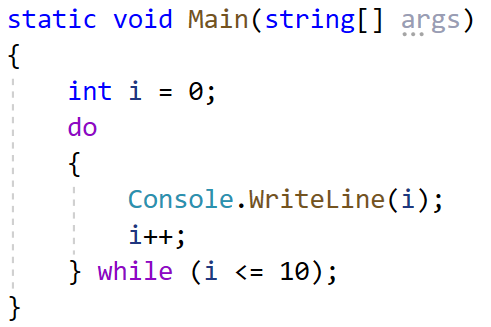 static void Main(string[] args)
{
    int i = 0;
    do
    {
        Console.WriteLine(i);
        i++;
    } while (i <= 10);
}